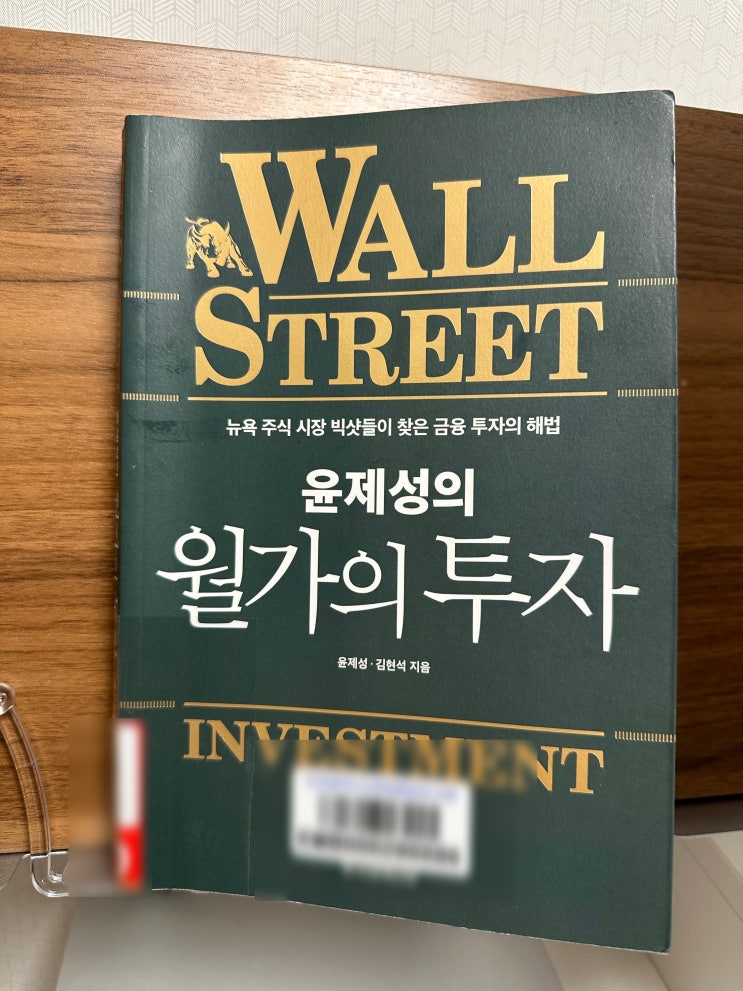 WALL
STREET
뉴욕 주식 시장 빅샷들이 찾은 금융 투자의 해법
윤제성의
월가의 투자
윤제성·김현석 지음
INVESTMENT